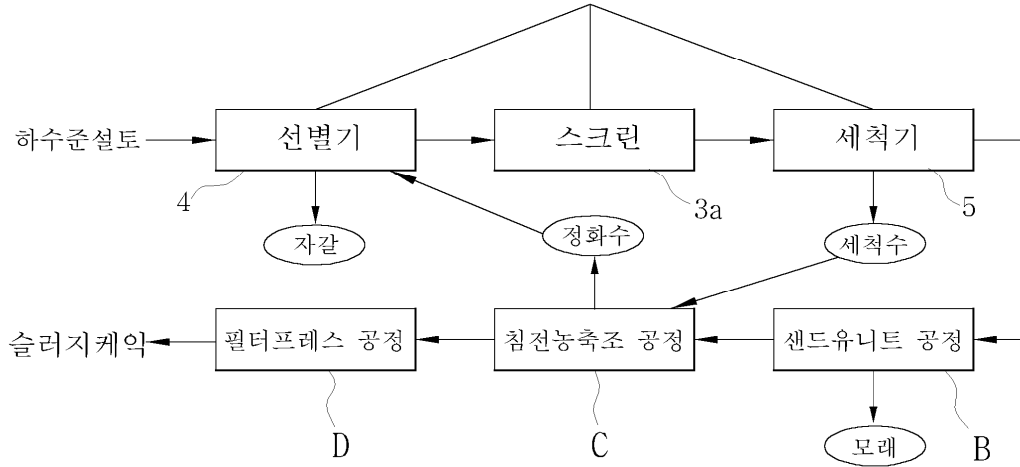 하수준설토
선별기
스크린
세척기
4
3a
5
자갈
정화수
세척수
슬러지케익
필터프레스 공정
침전농축조 공정
샌드유니트 공정
D
C
B
모래